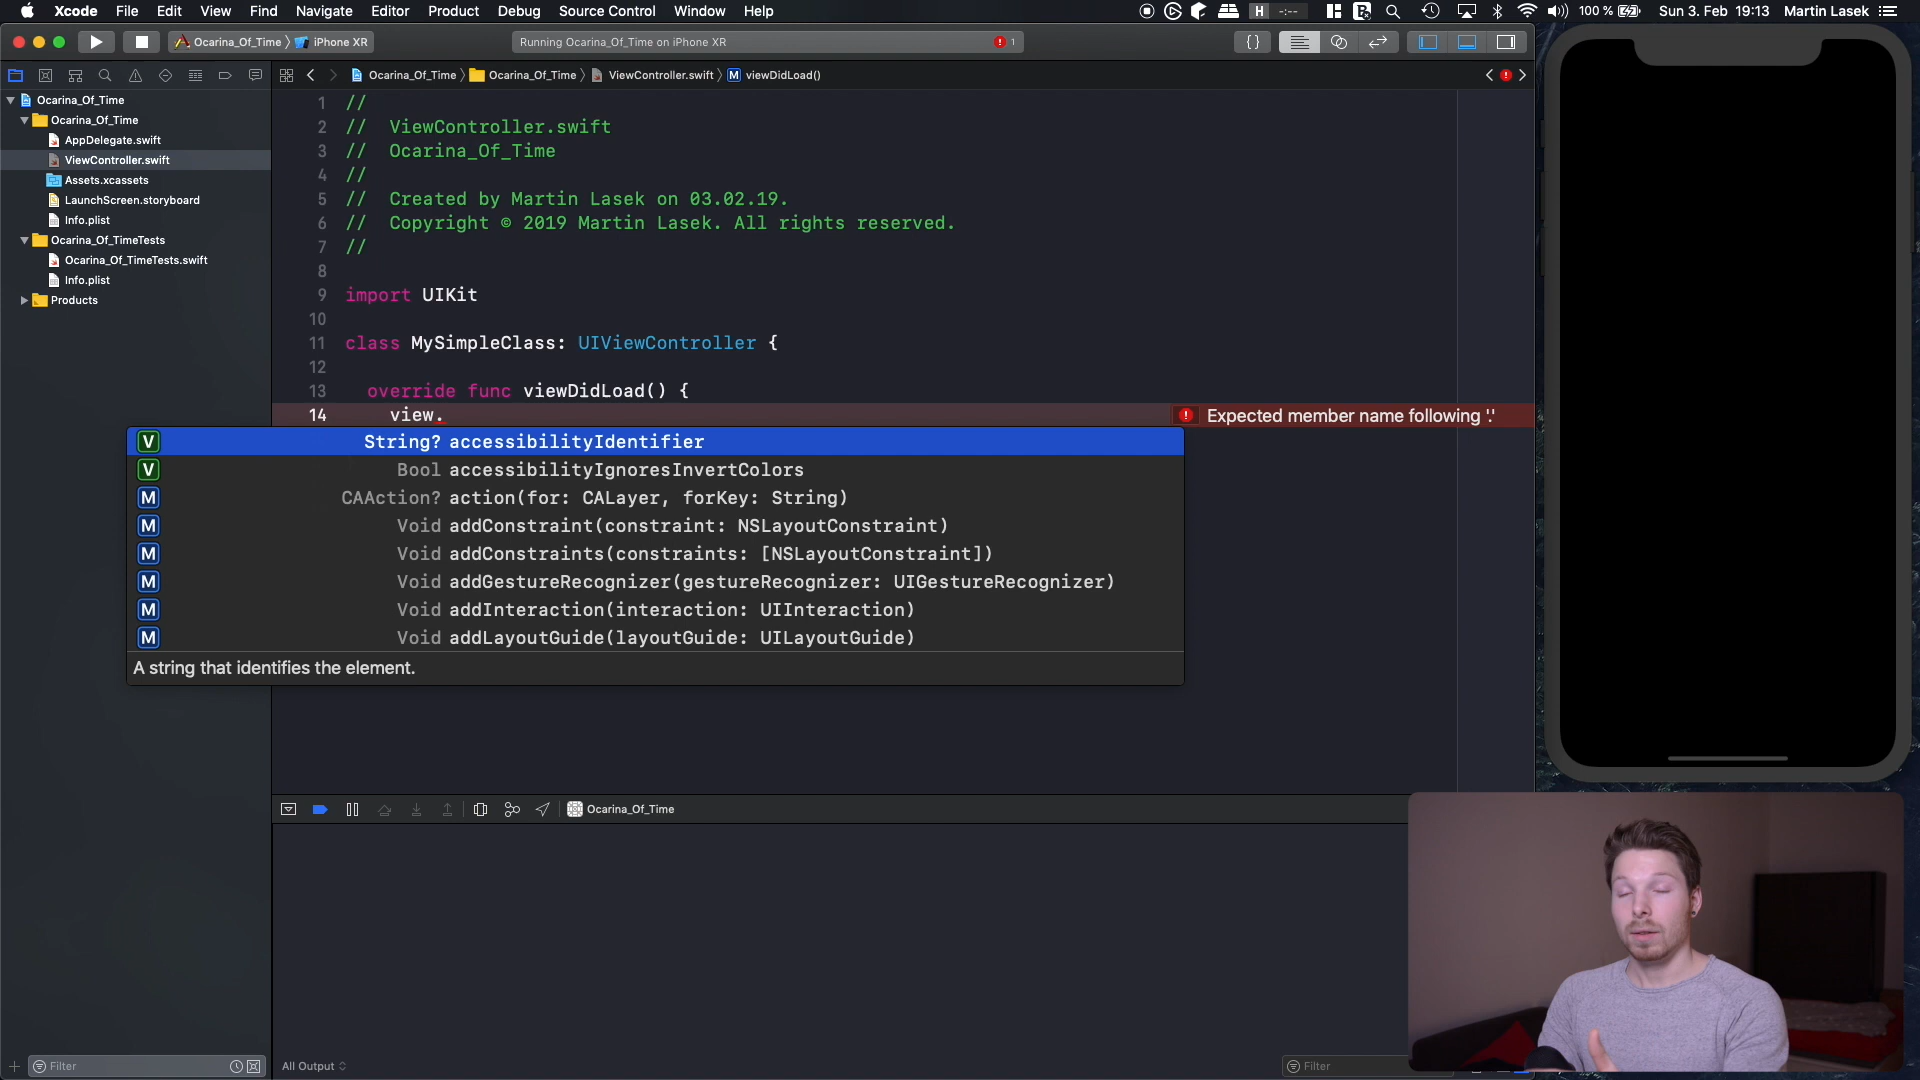 Xcode File Edit View Find Navigate Editor Product Debug Source Control Window Help
H -:-- 100 % Sun 3. Feb 19:13 Martin Lasek
Ocarina_Of_Time iPhone XR
Running Ocarina_Of_Time on iPhone XR
1
Ocarina_Of_Time Ocarina_Of_Time ViewController.swift M viewDidLoad()
Ocarina_Of_Time
Ocarina_Of_Time
AppDelegate.swift
ViewController.swift
Assets.xcassets
LaunchScreen.storyboard
Info.plist
Ocarina_Of_TimeTests
Ocarina_Of_TimeTests.swift
Info.plist
Products
1 //
2 // ViewController.swift
3 // Ocarina_Of_Time
4 //
5 // Created by Martin Lasek on 03.02.19.
6 // Copyright © 2019 Martin Lasek. All rights reserved.
7 //
8
9 import UIKit
10
11 class MySimpleClass: UIViewController {
12
13 override func viewDidLoad() {
14 view.
Expected member name following '.'
V String? accessibilityIdentifier
V Bool accessibilityIgnoresInvertColors
M CAAction? action(for: CALayer, forKey: String)
M Void addConstraint(constraint: NSLayoutConstraint)
M Void addConstraints(constraints: [NSLayoutConstraint])
M Void addGestureRecognizer(gestureRecognizer: UIGestureRecognizer)
M Void addInteraction(interaction: UIInteraction)
M Void addLayoutGuide(layoutGuide: UILayoutGuide)
A string that identifies the element.
Ocarina_Of_Time
Filter
All Output
Filter